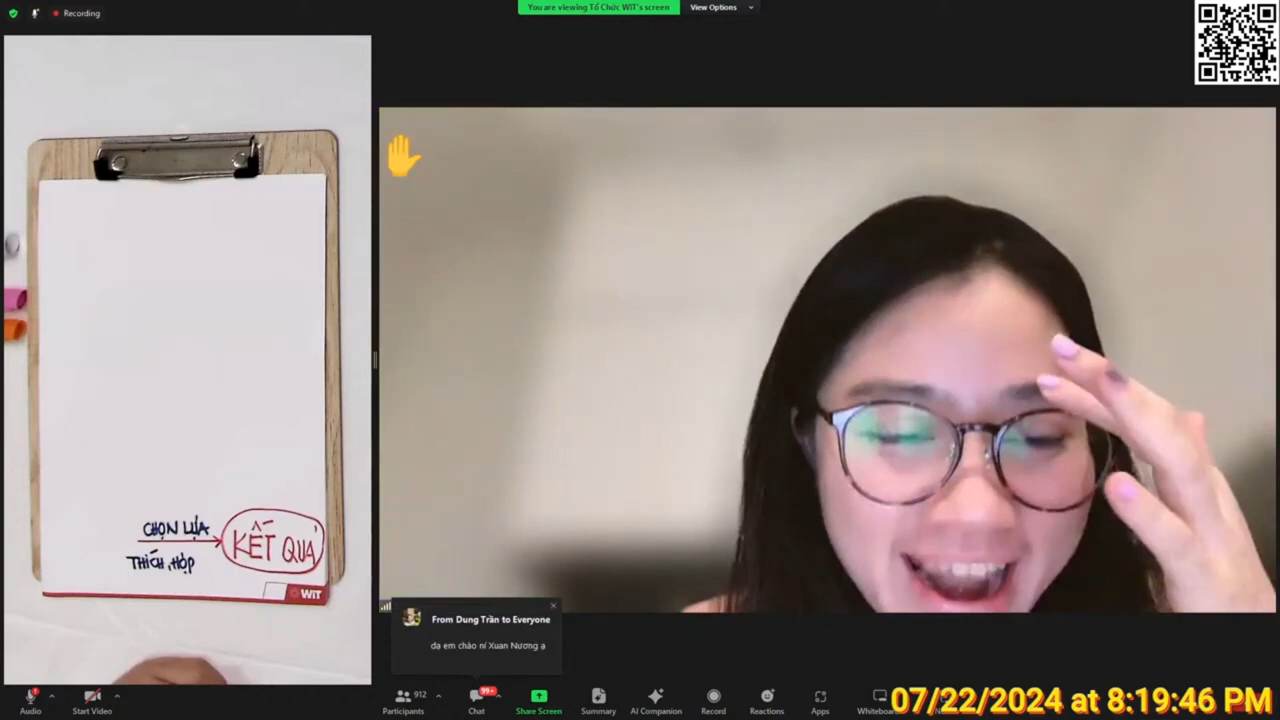 Recording
You are viewing Tổ Chức WiT's screen
View Options
CHỌN LỰA
THÍCH HỢP
KẾT QUẢ
WiT
From Dung Trần to Everyone
dạ em chào ní Xuan Nương ạ
Audio
Start Video
912
Participants
99+
Chat
Share Screen
Summary
AI Companion
Record
Reactions
Apps
07/22/2024 at 8:19:46 PM